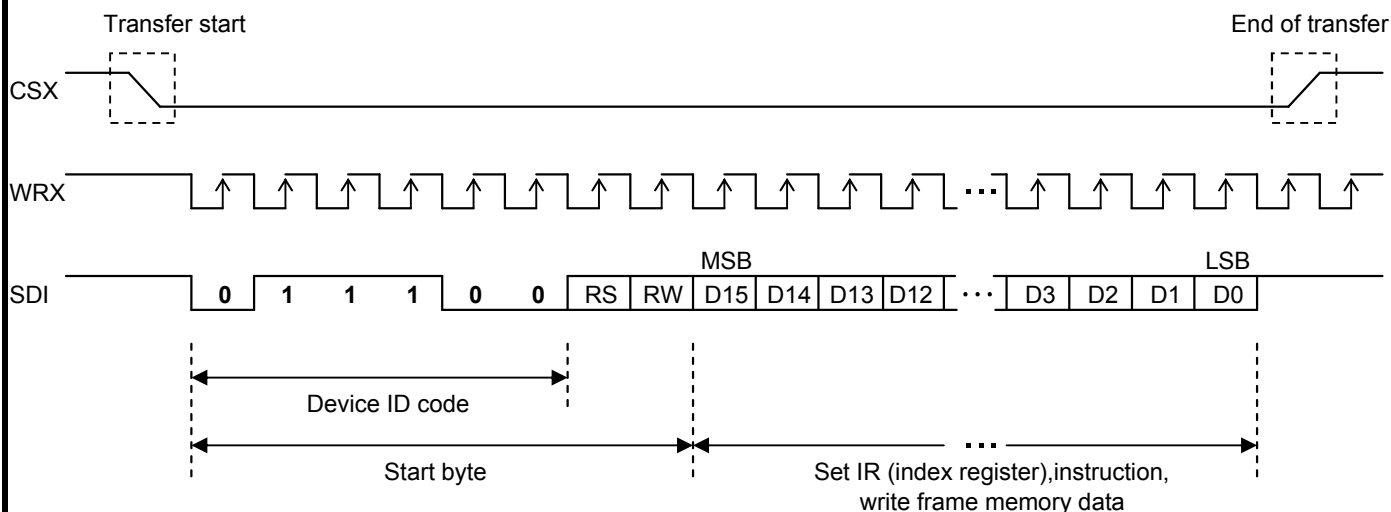 Transfer start
End of transfer
CSX
WRX
MSB
LSB
SDI 0 1 1 1 0 0 RS RW D15 D14 D13 D12 ··· D3 D2 D1 D0
Device ID code
Start byte
Set IR (index register),instruction,
write frame memory data